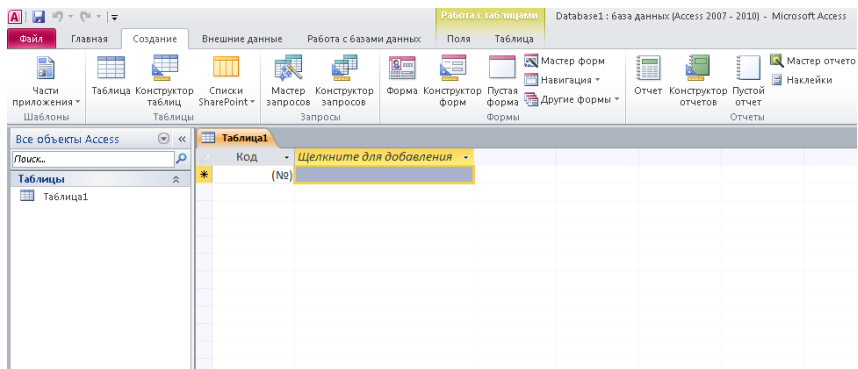 Работа с таблицами Database1 : база данных (Access 2007 - 2010) - Microsoft Access
Файл Главная Создание Внешние данные Работа с базами данных Поля Таблица
Части приложения Таблица Конструктор таблиц Списки SharePoint Мастер запросов Конструктор запросов Форма Конструктор форм Пустая форма Мастер форм Навигация Другие формы Отчет Конструктор отчетов Пустой отчет Мастер отчето Наклейки
Шаблоны Таблицы Запросы Формы Отчеты
Все объекты Access Таблица1
Поиск... Код Щелкните для добавления
Таблицы (№)
Таблица1